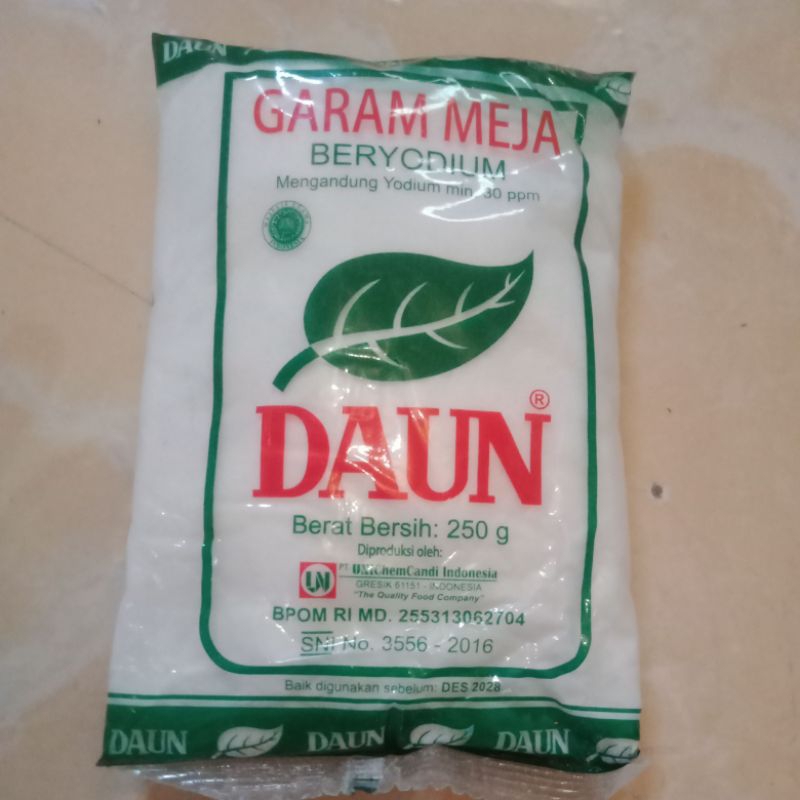 DAUN
GARAM MEJA
BERYODIUM
Mengandung Yodium min. 30 ppm
DAUN ®
Berat Bersih: 250 g
Diproduksi oleh:
UN
PT. UNIChemCandi Indonesia
GRESIK 61151 - INDONESIA
"The Quality Food Company"
BPOM RI MD. 255313062704
SNI No. 3556 - 2016
Baik digunakan sebelum: DES 2028
DAUN DAUN DAUN